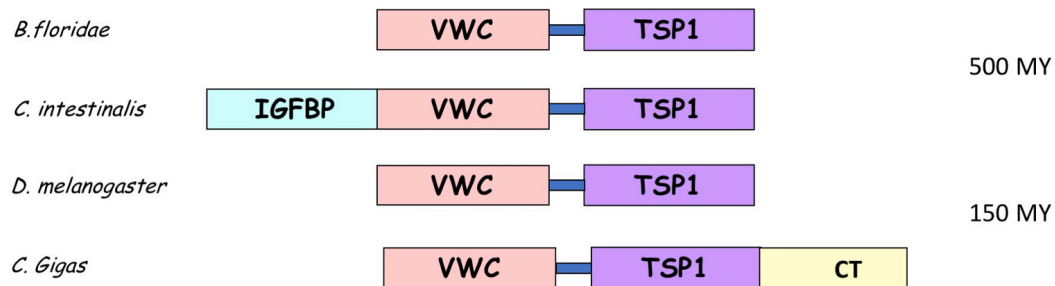 B.floridae VWC TSP1
500 MY
C. intestinalis IGFBP VWC TSP1
D. melanogaster VWC TSP1
150 MY
C. Gigas VWC TSP1 CT